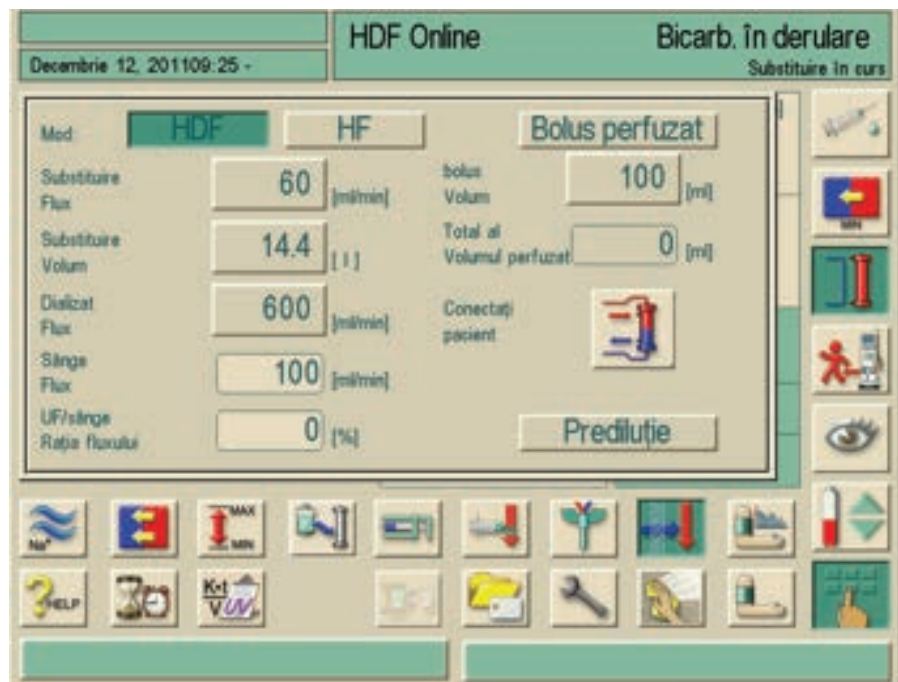 HDF Online
Bicarb. în derulare
Decembrie 12, 201109:25 -
Substituire în curs
Mod
HDF
HF
Bolus perfuzat
Substituire
Flux
60
[ml/min]
bolus
Volum
100
[ml]
Substituire
Volum
14.4
[ l ]
Total al
Volumul perfuzat
0
[ml]
Dializat
Flux
600
[ml/min]
Conectați
pacient
Sânge
Flux
100
[ml/min]
UF/sânge
Rația fluxului
0
[%]
Prediluție
MIN
Na+
MAX
MIN
?HELP
K•t
V
UV